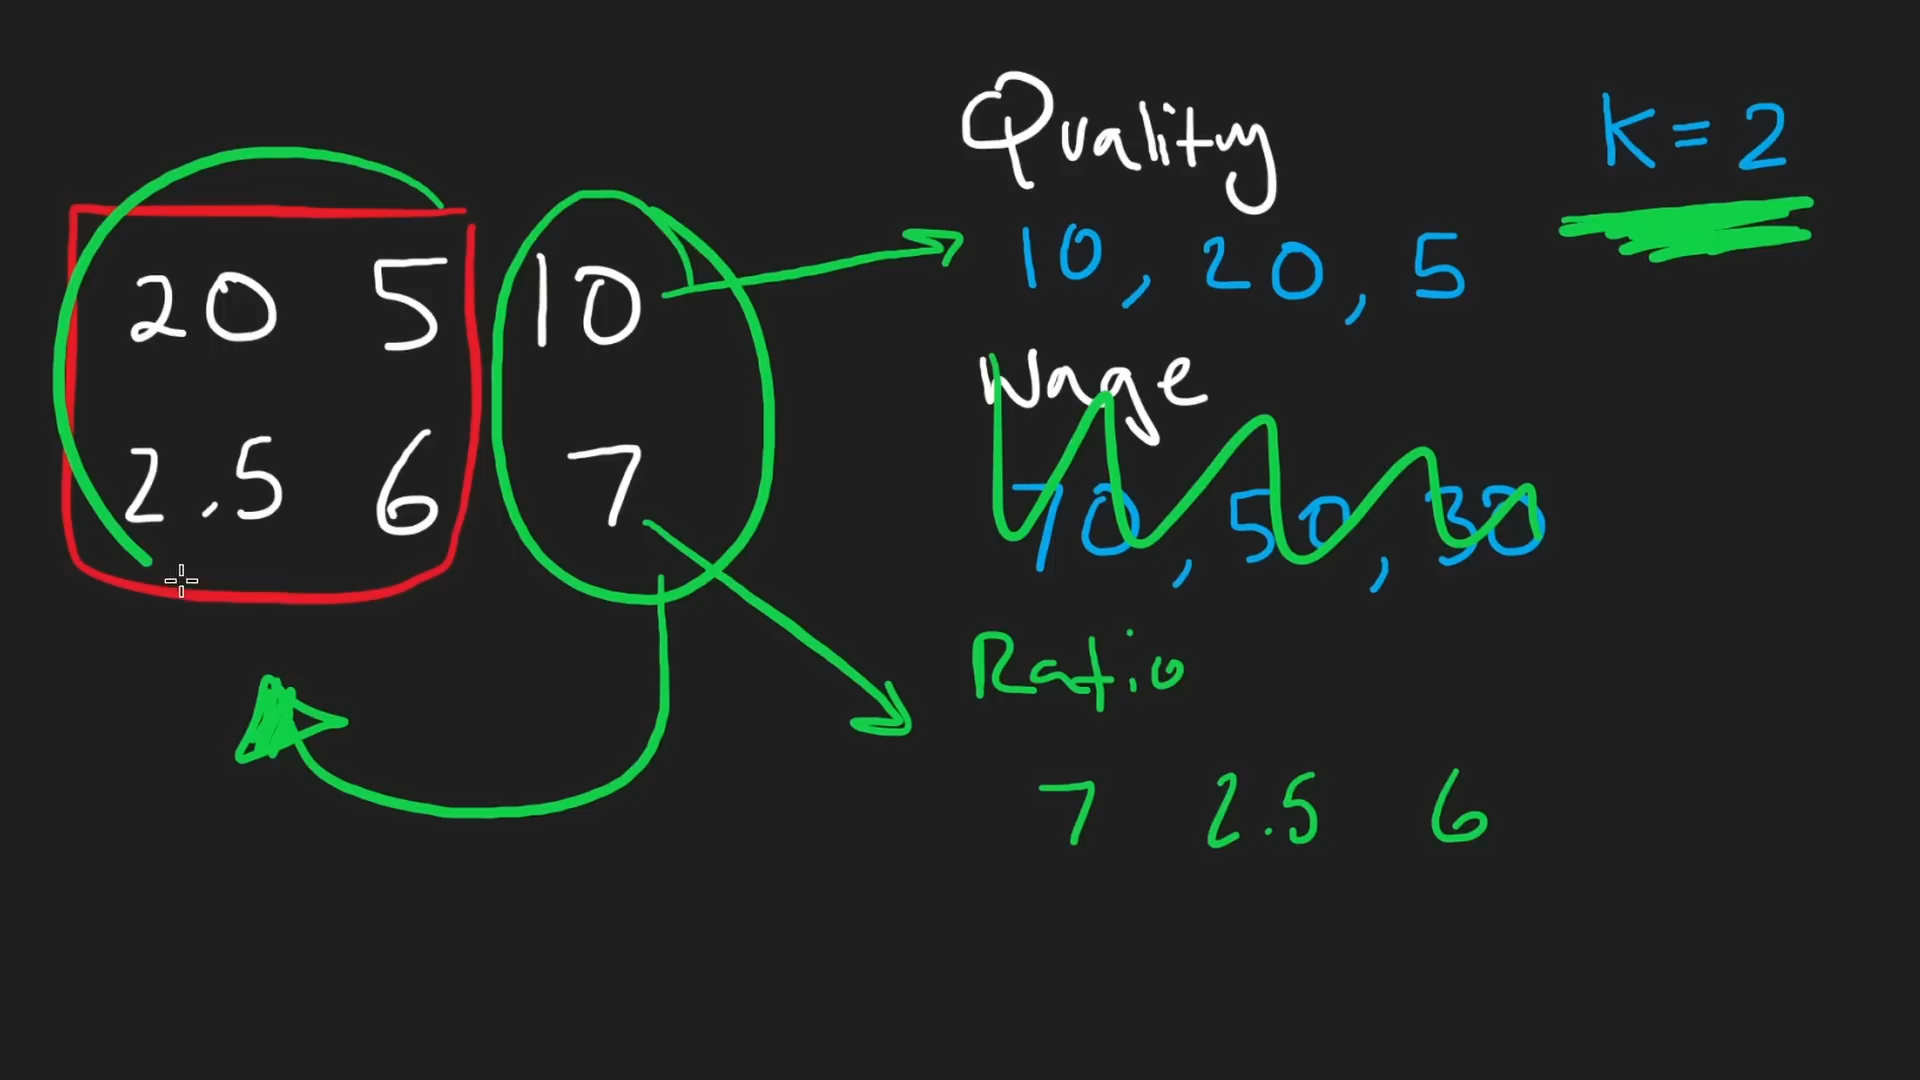 Quality
K = 2
10, 20, 5
20 5 10
Wage
2.5 6 7
70, 50, 30
Ratio
7 2.5 6